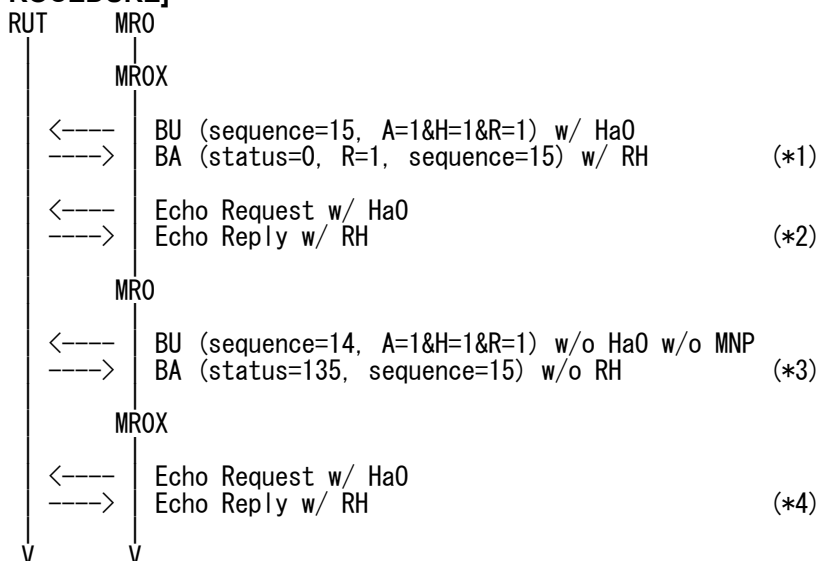 ROCEDURE]
RUT MR0
MR0X
<---- BU (sequence=15, A=1&H=1&R=1) w/ HaO
----> BA (status=0, R=1, sequence=15) w/ RH (*1)
<---- Echo Request w/ HaO
----> Echo Reply w/ RH (*2)
MR0
<---- BU (sequence=14, A=1&H=1&R=1) w/o HaO w/o MNP
----> BA (status=135, sequence=15) w/o RH (*3)
MR0X
<---- Echo Request w/ HaO
----> Echo Reply w/ RH (*4)
V V